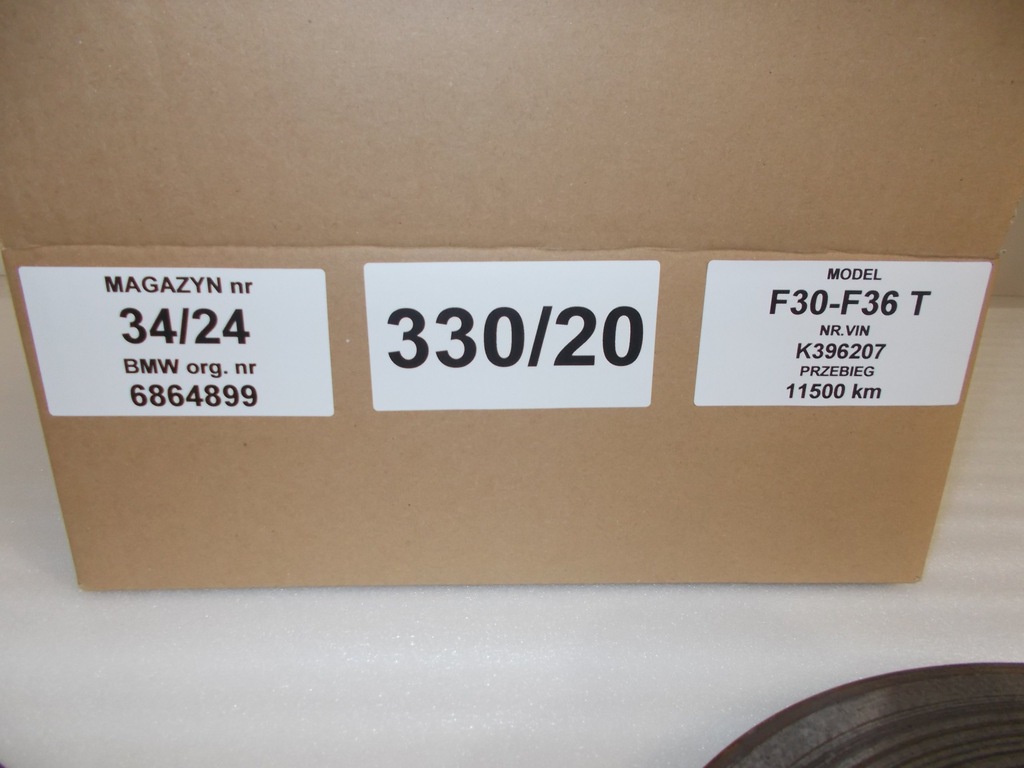 MAGAZYN nr
34/24
BMW org. nr
6864899
330/20
MODEL
F30-F36 T
NR.VIN
K396207
PRZEBIEG
11500 km